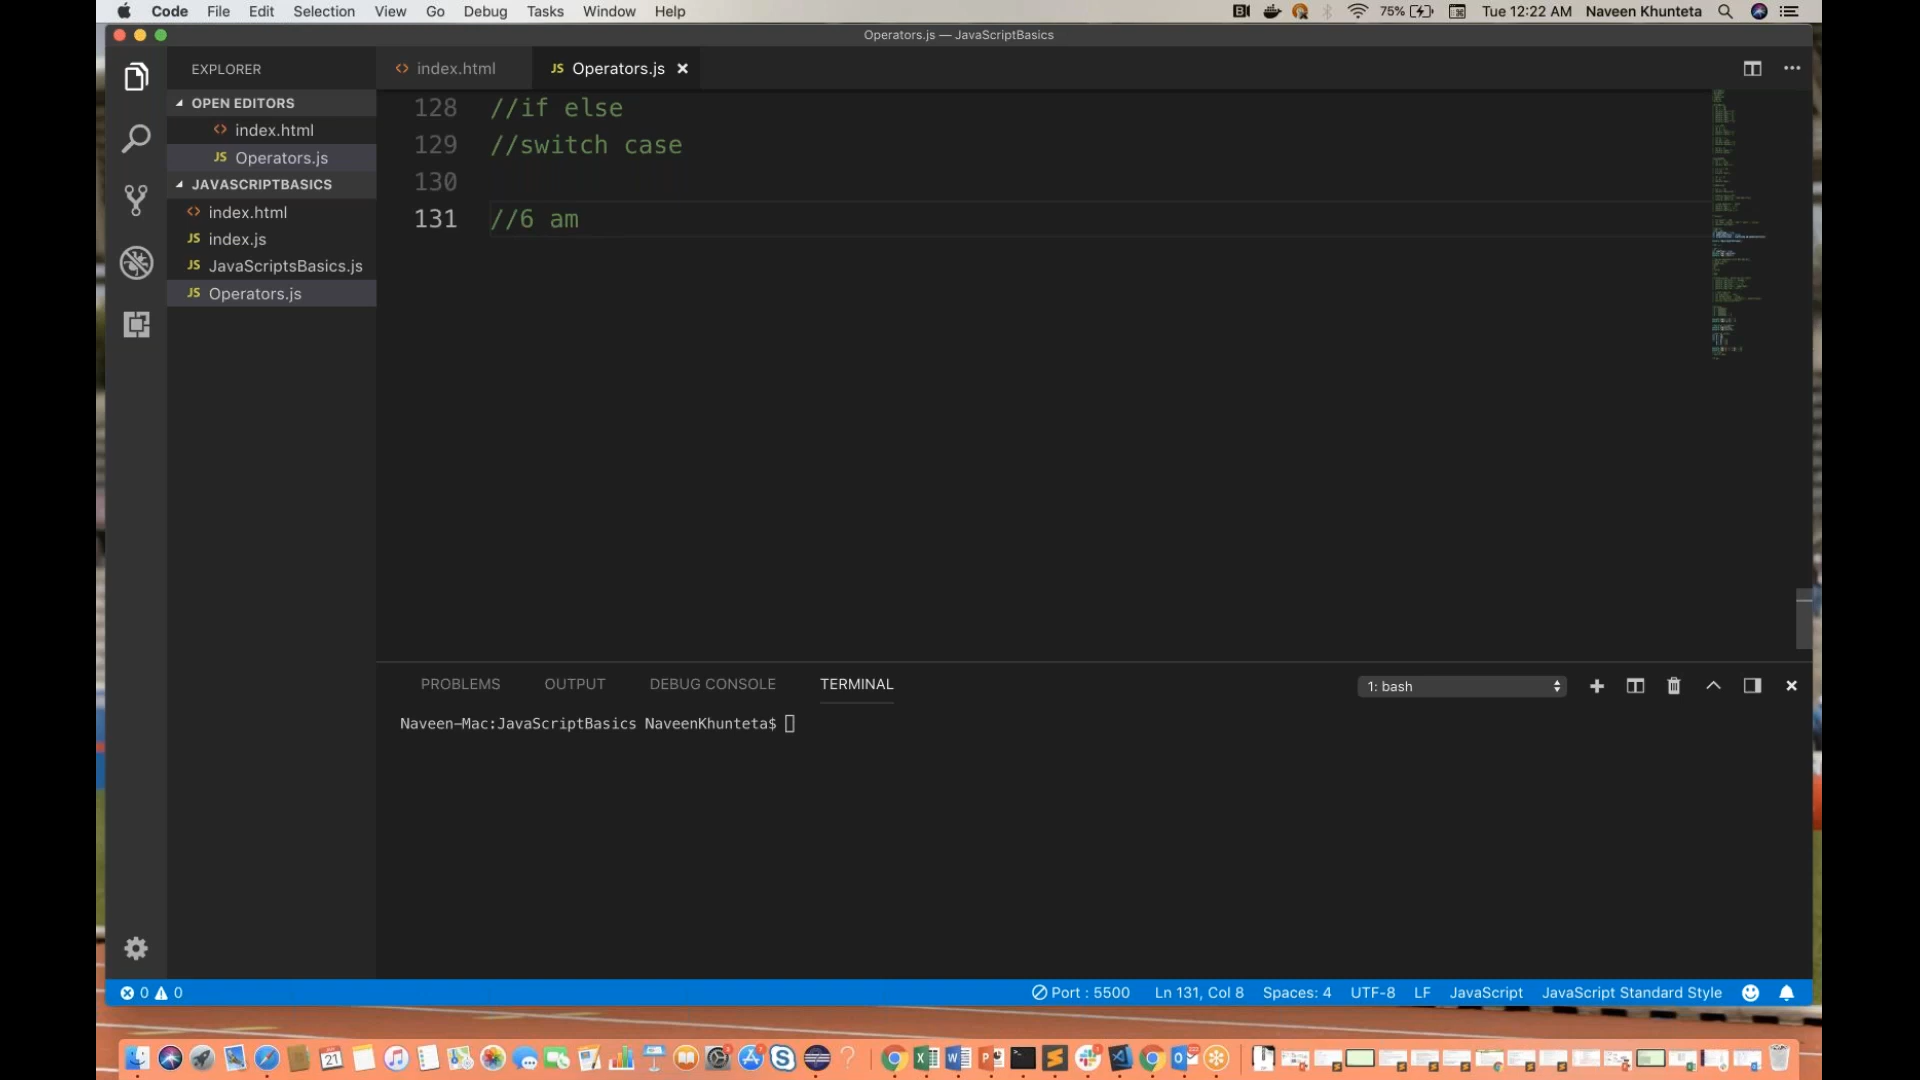 Code File Edit Selection View Go Debug Tasks Window Help
75% Tue 12:22 AM Naveen Khunteta
Operators.js — JavaScriptBasics
EXPLORER
OPEN EDITORS
index.html
JS Operators.js
JAVASCRIPTBASICS
index.html
JS index.js
JS JavaScriptsBasics.js
JS Operators.js
index.html
JS Operators.js
128 //if else
129 //switch case
130
131 //6 am
PROBLEMS OUTPUT DEBUG CONSOLE TERMINAL
1: bash
Naveen-Mac:JavaScriptBasics NaveenKhunteta$
0 0
Port : 5500 Ln 131, Col 8 Spaces: 4 UTF-8 LF JavaScript JavaScript Standard Style
21